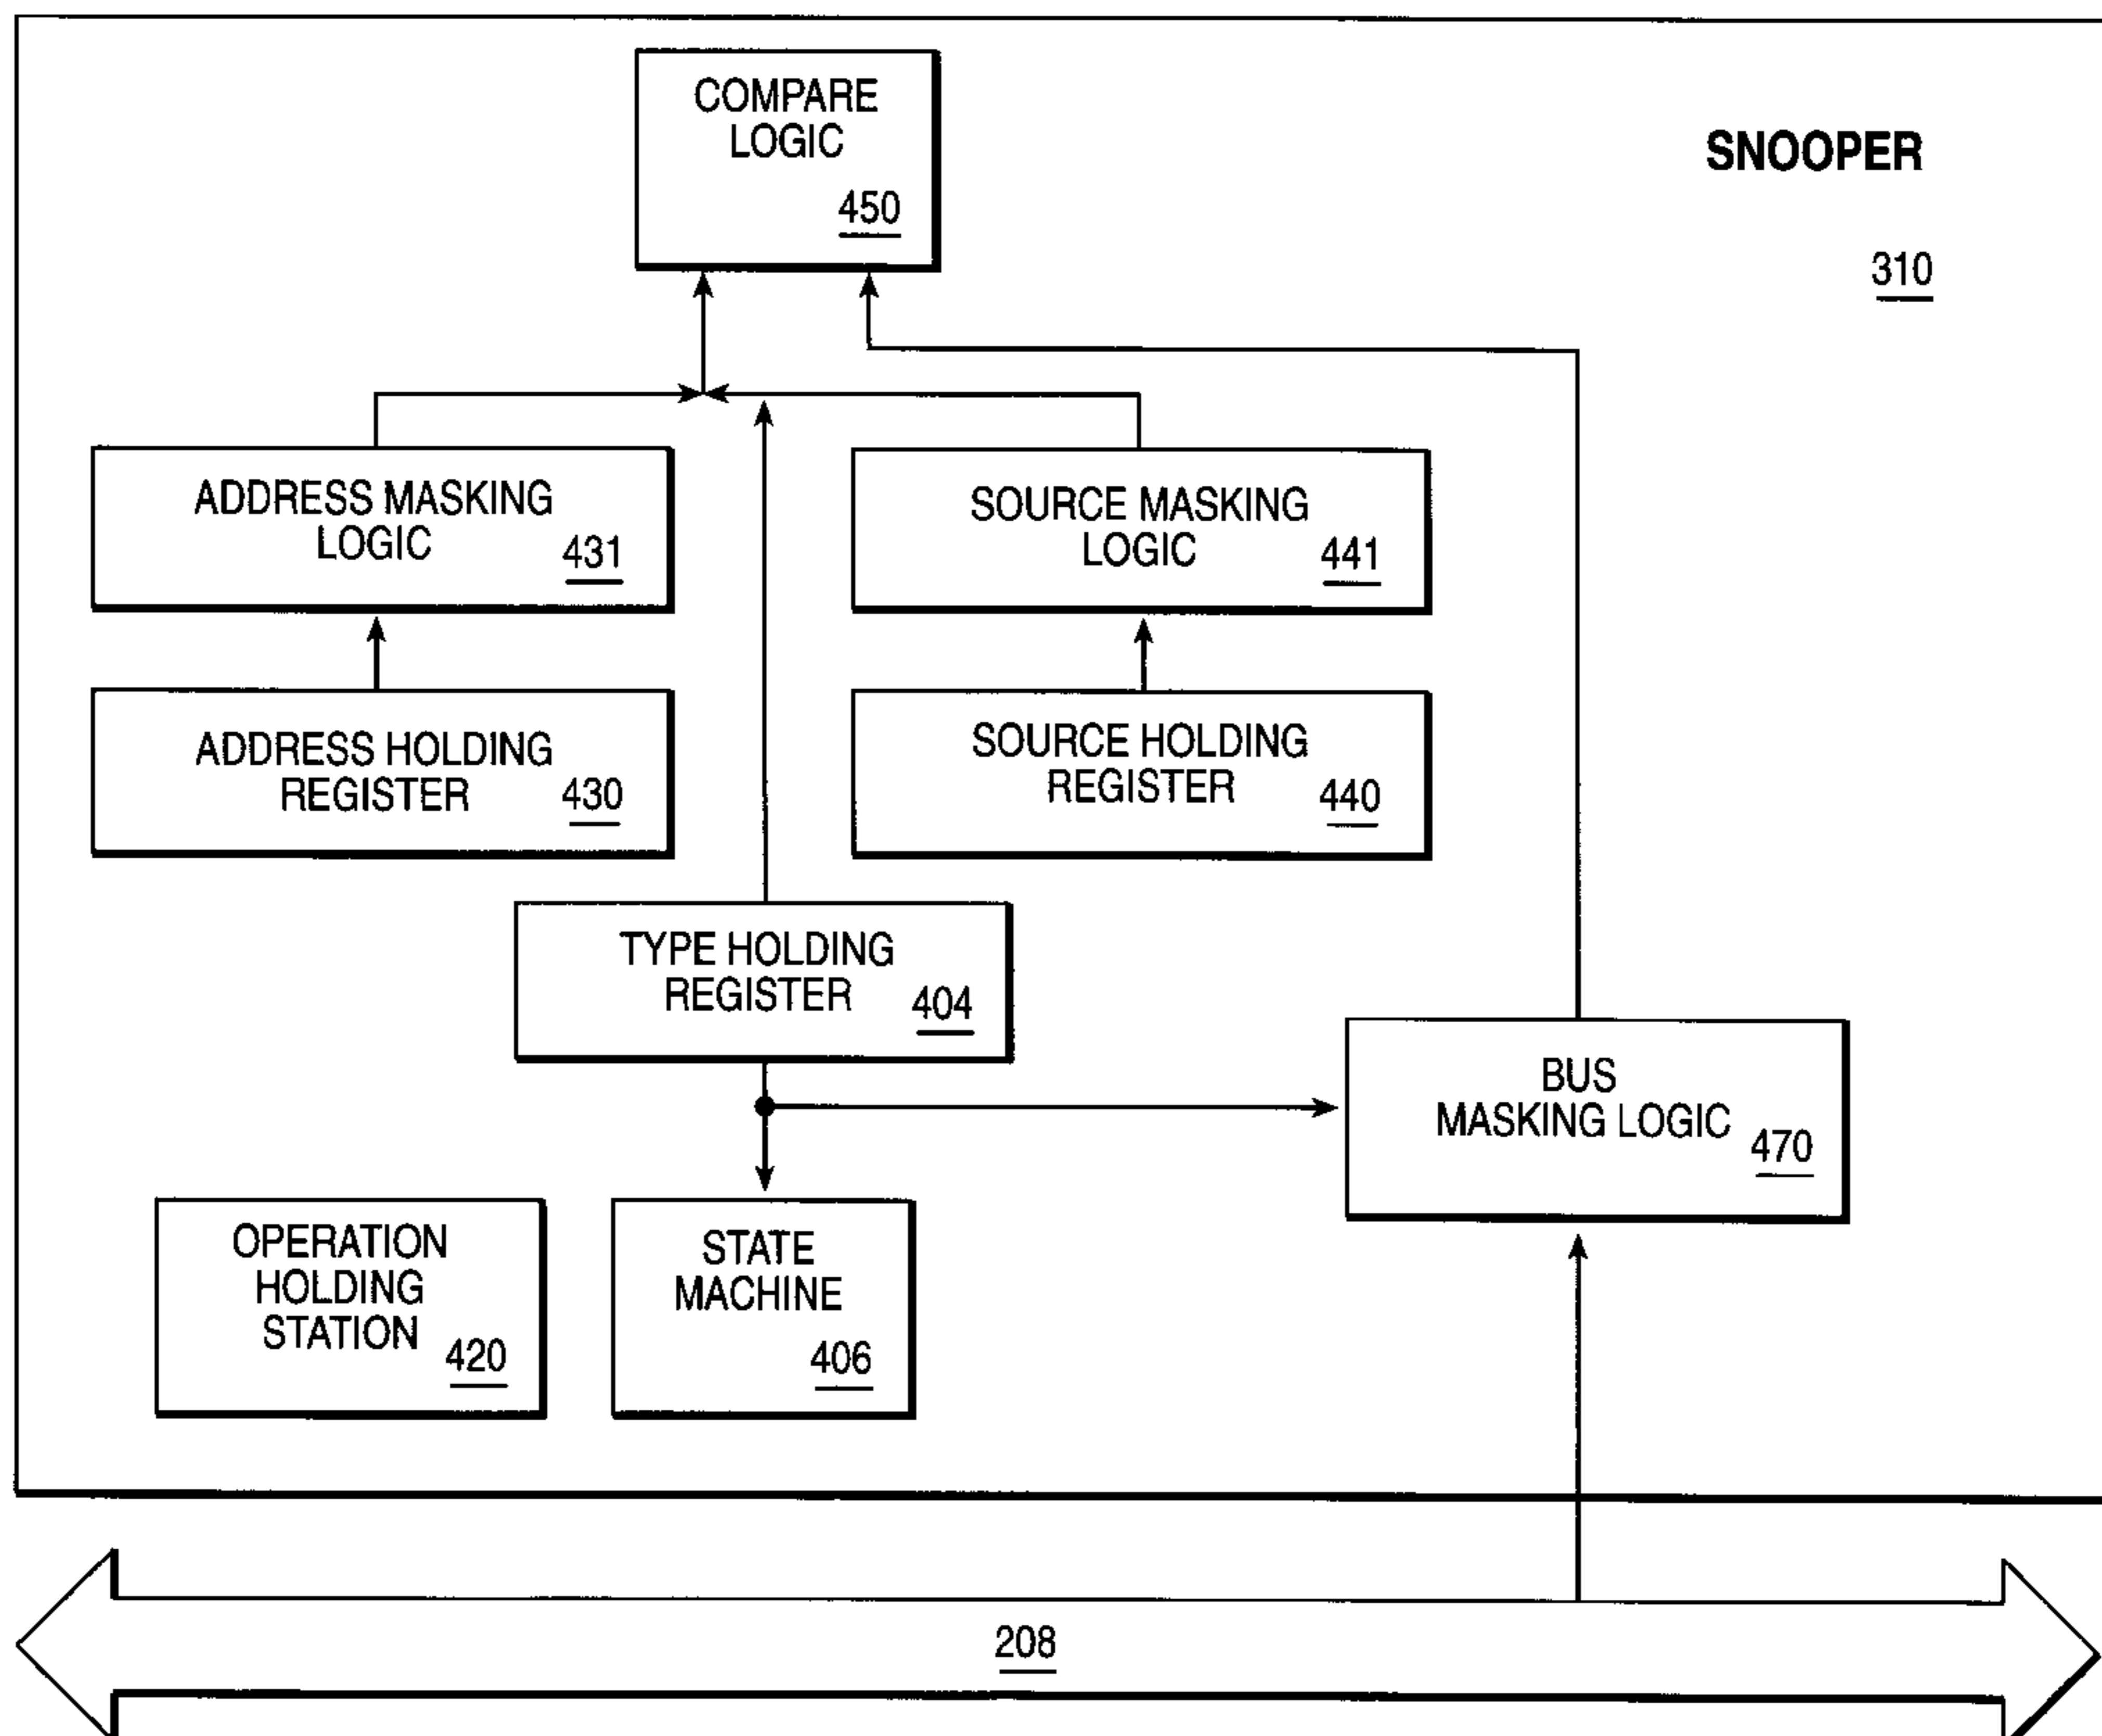 COMPARE
LOGIC
450
SNOOPER
310
ADDRESS MASKING
LOGIC
431
SOURCE MASKING
LOGIC
441
ADDRESS HOLDING
REGISTER
430
SOURCE HOLDING
REGISTER
440
TYPE HOLDING
REGISTER
404
BUS
MASKING LOGIC
470
OPERATION
HOLDING
STATION
420
STATE
MACHINE
406
208